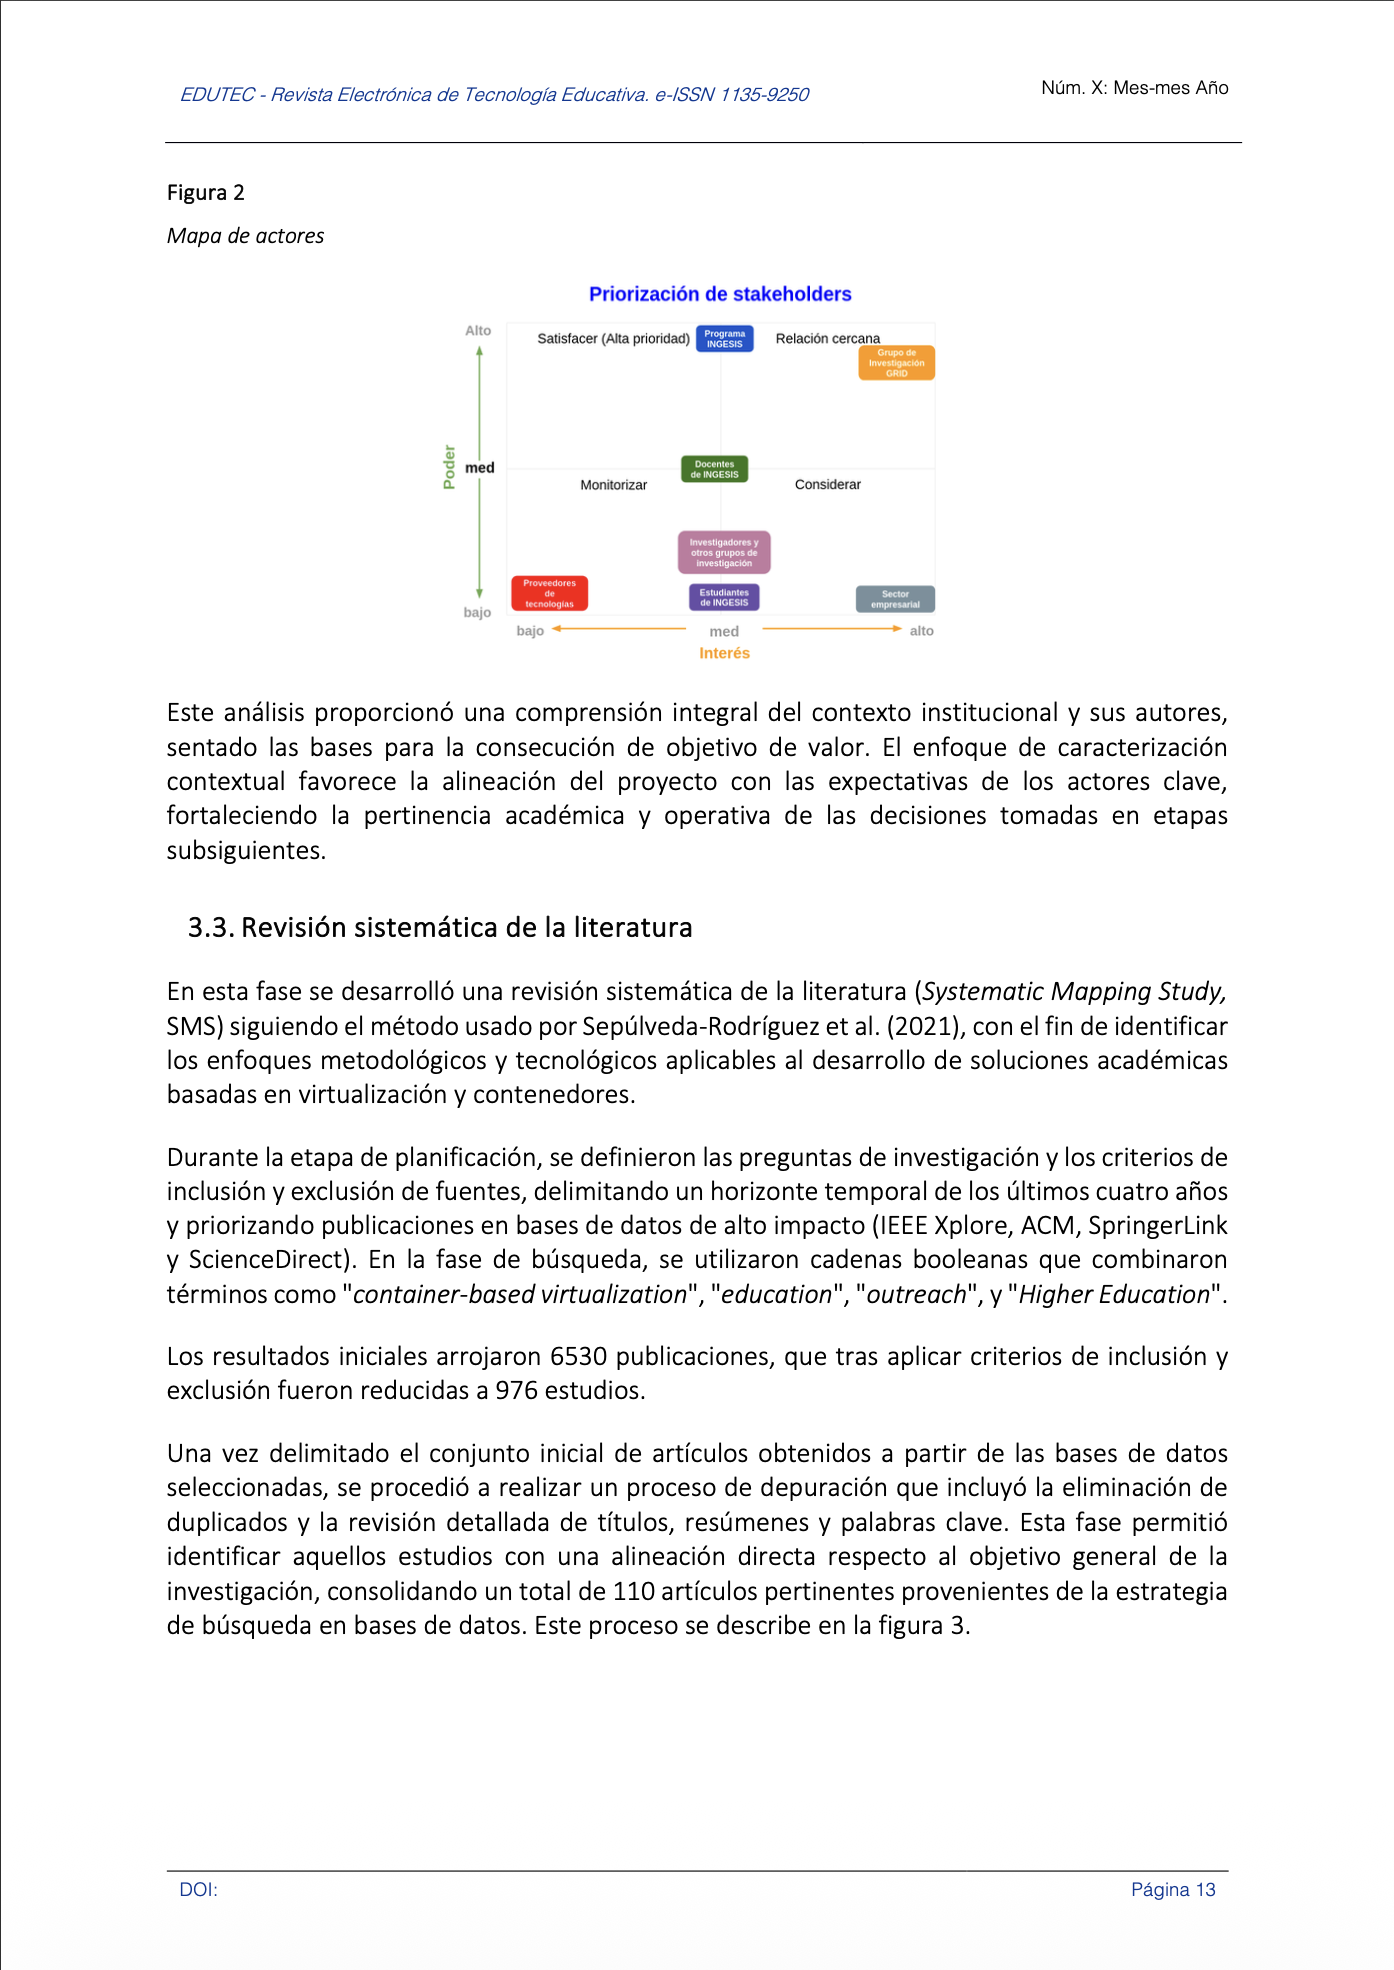 EDUTEC - Revista Electrónica de Tecnología Educativa. e-ISSN 1135-9250
Núm. X: Mes-mes Año
Figura 2
Mapa de actores
Priorización de stakeholders
Alto
Satisfacer (Alta prioridad)
Programa
INGESIS
Relación cercana
Grupo de
Investigación
GRID
Poder
med
Docentes
de INGESIS
Monitorizar
Considerar
Investigadores y
otros grupos de
investigación
Proveedores
de
tecnologías
Estudiantes
de INGESIS
Sector
empresarial
bajo
bajo
med
alto
Interés
Este análisis proporcionó una comprensión integral del contexto institucional y sus autores,
sentado las bases para la consecución de objetivo de valor. El enfoque de caracterización
contextual favorece la alineación del proyecto con las expectativas de los actores clave,
fortaleciendo la pertinencia académica y operativa de las decisiones tomadas en etapas
subsiguientes.
3.3. Revisión sistemática de la literatura
En esta fase se desarrolló una revisión sistemática de la literatura (Systematic Mapping Study,
SMS) siguiendo el método usado por Sepúlveda-Rodríguez et al. (2021), con el fin de identificar
los enfoques metodológicos y tecnológicos aplicables al desarrollo de soluciones académicas
basadas en virtualización y contenedores.
Durante la etapa de planificación, se definieron las preguntas de investigación y los criterios de
inclusión y exclusión de fuentes, delimitando un horizonte temporal de los últimos cuatro años
y priorizando publicaciones en bases de datos de alto impacto (IEEE Xplore, ACM, SpringerLink
y ScienceDirect). En la fase de búsqueda, se utilizaron cadenas booleanas que combinaron
términos como "container-based virtualization", "education", "outreach", y "Higher Education".
Los resultados iniciales arrojaron 6530 publicaciones, que tras aplicar criterios de inclusión y
exclusión fueron reducidas a 976 estudios.
Una vez delimitado el conjunto inicial de artículos obtenidos a partir de las bases de datos
seleccionadas, se procedió a realizar un proceso de depuración que incluyó la eliminación de
duplicados y la revisión detallada de títulos, resúmenes y palabras clave. Esta fase permitió
identificar aquellos estudios con una alineación directa respecto al objetivo general de la
investigación, consolidando un total de 110 artículos pertinentes provenientes de la estrategia
de búsqueda en bases de datos. Este proceso se describe en la figura 3.
DOI:
Página 13